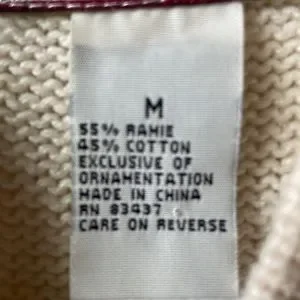 M
55% RAMIE
45% COTTON
EXCLUSIVE OF
ORNAMENTATION
MADE IN CHINA
RN 83437
CARE ON REVERSE